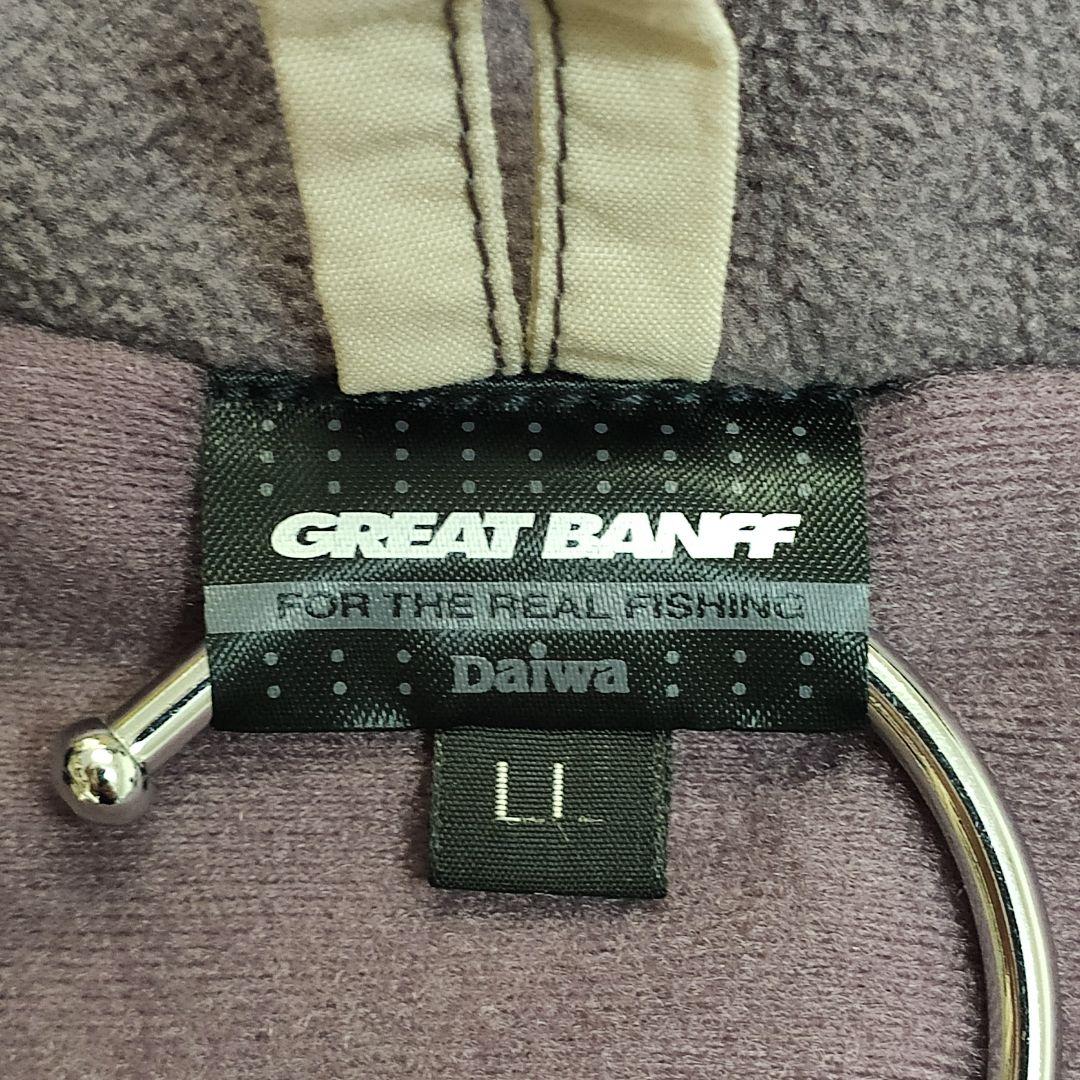 GREAT BANFF
FOR THE REAL FISHING
Daiwa
LL